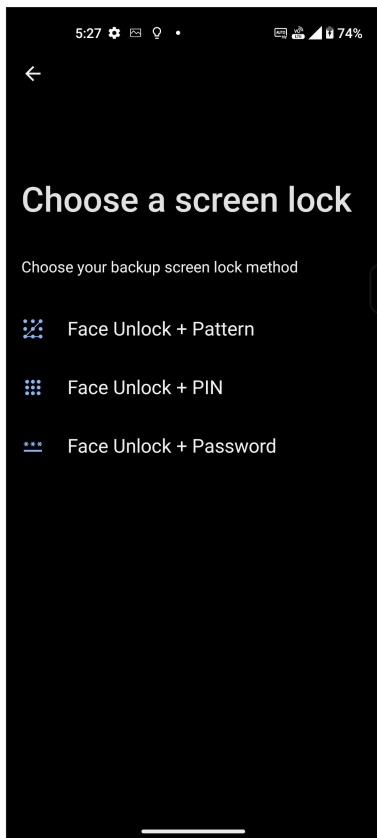 5:27 74%
Choose a screen lock
Choose your backup screen lock method
Face Unlock + Pattern
Face Unlock + PIN
Face Unlock + Password